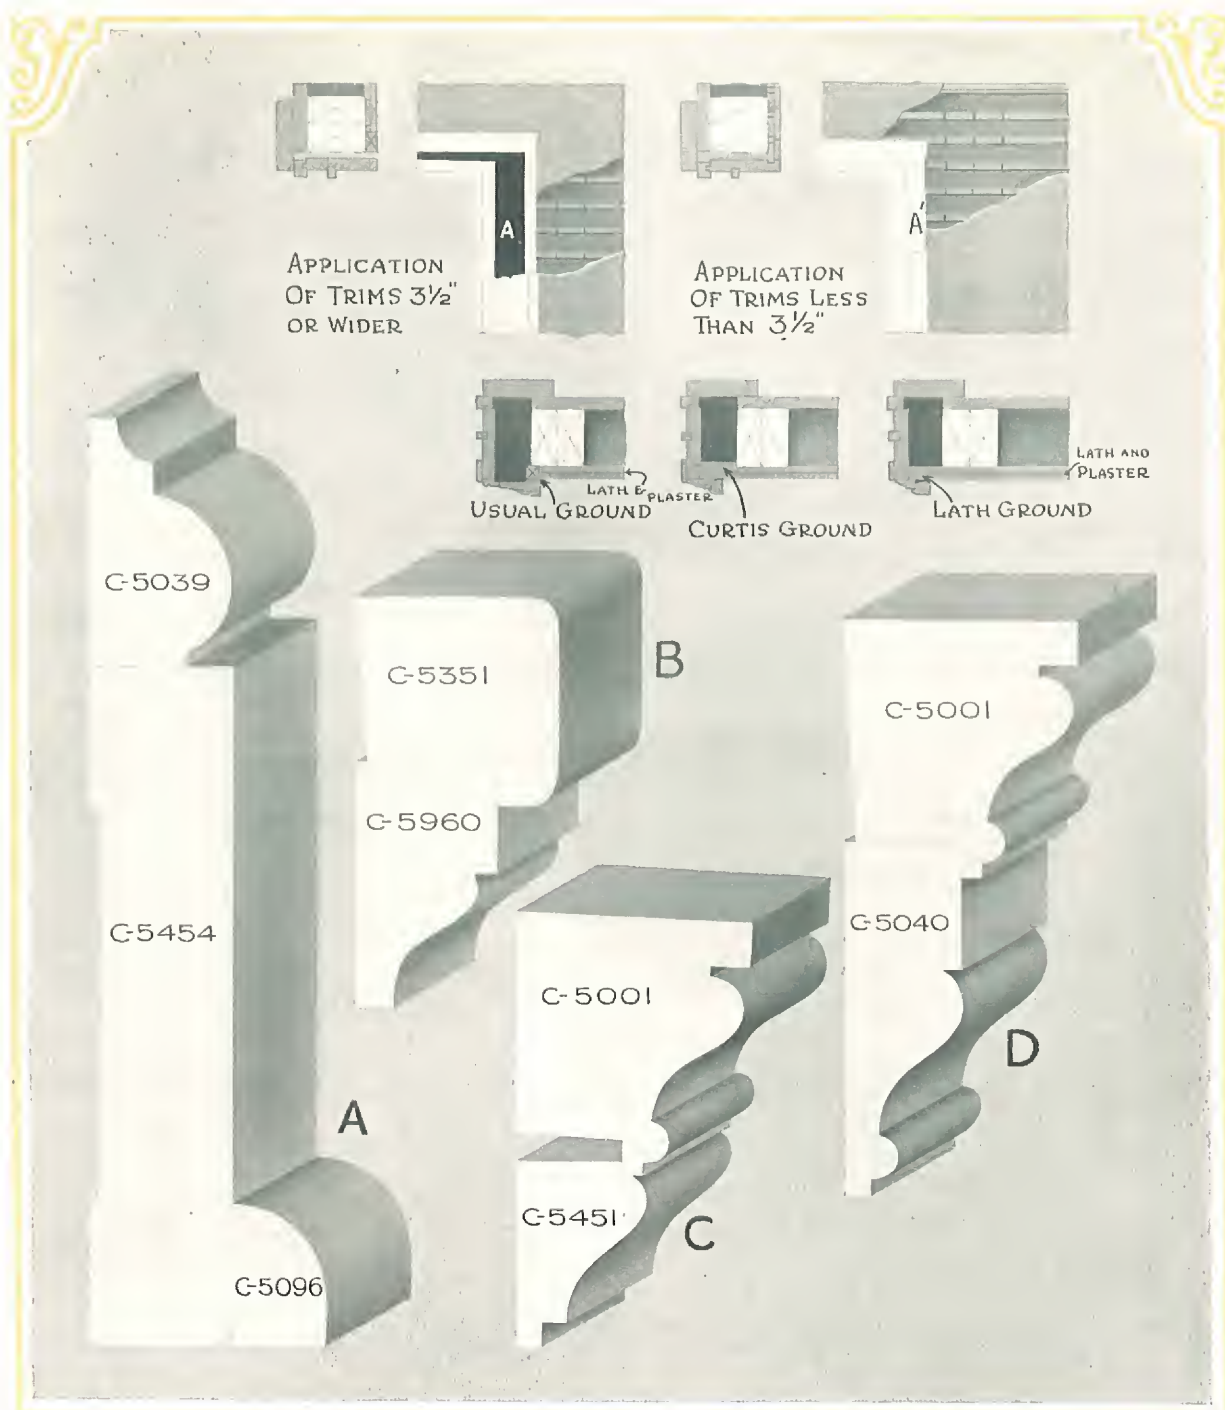 A
APPLICATION
OF TRIMS 3½"
OR WIDER
A'
APPLICATION
OF TRIMS LESS
THAN 3½"
LATH & PLASTER
USUAL GROUND
CURTIS GROUND
LATH AND
PLASTER
LATH GROUND
C-5039
C-5351
B
C-5001
C-5960
C-5454
C-5040
C-5001
D
A
C-5451
C
C-5096